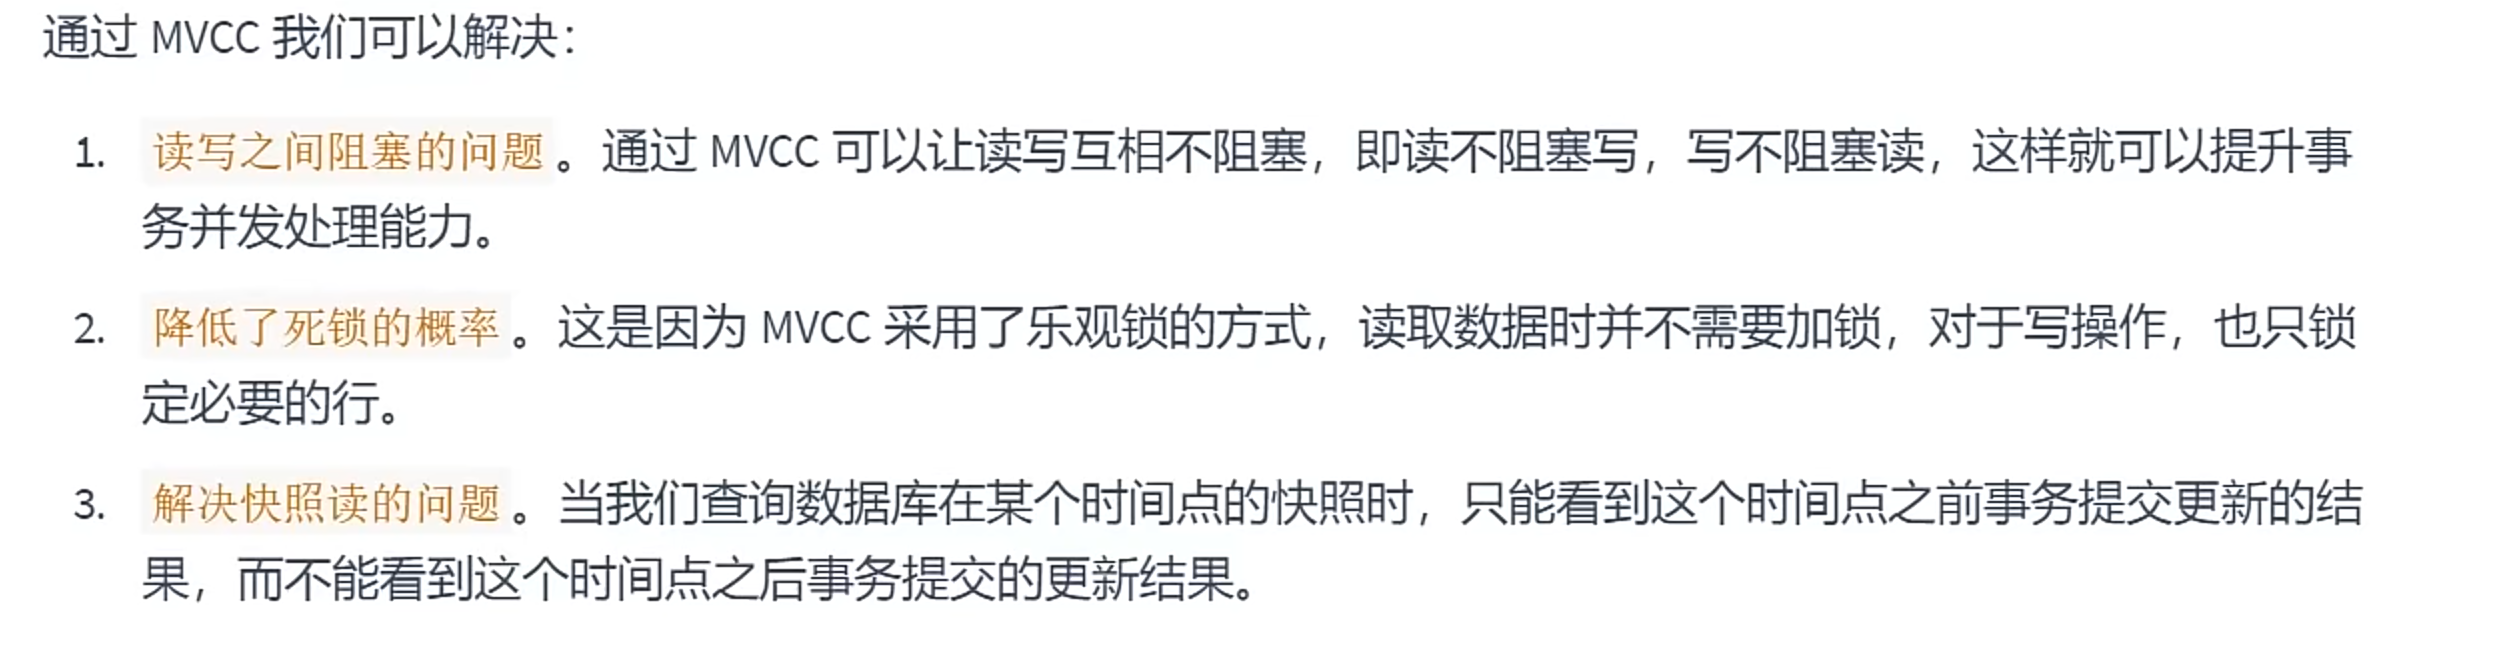 通过 MVCC 我们可以解决：
1. 读写之间阻塞的问题。通过 MVCC 可以让读写互相不阻塞，即读不阻塞写，写不阻塞读，这样就可以提升事
务并发处理能力。
2. 降低了死锁的概率。这是因为 MVCC 采用了乐观锁的方式，读取数据时并不需要加锁，对于写操作，也只锁
定必要的行。
3. 解决快照读的问题。当我们查询数据库在某个时间点的快照时，只能看到这个时间点之前事务提交更新的结
果，而不能看到这个时间点之后事务提交的更新结果。